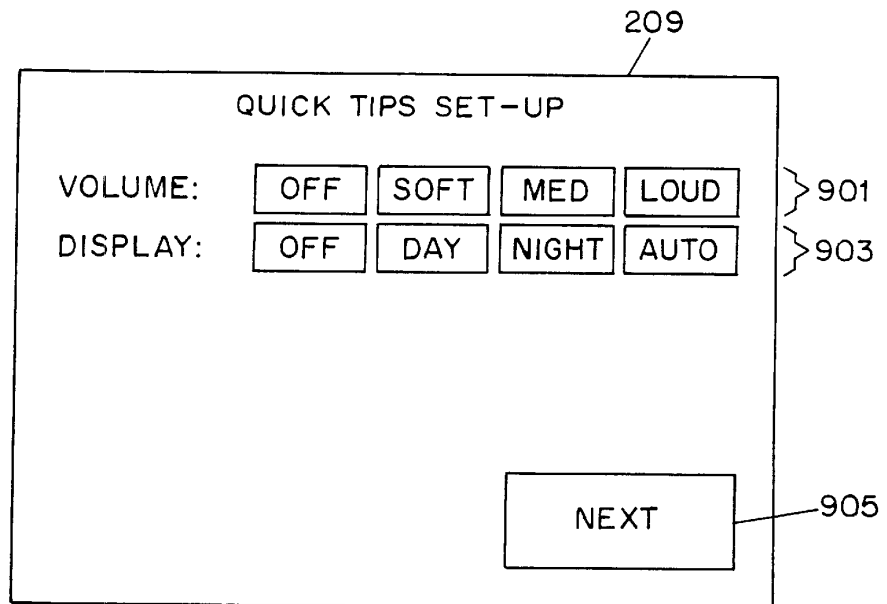 209
QUICK TIPS SET-UP
VOLUME: OFF SOFT MED LOUD 901
DISPLAY: OFF DAY NIGHT AUTO 903
NEXT 905